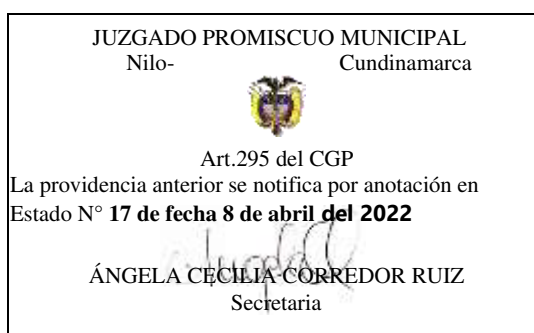 JUZGADO PROMISCUO MUNICIPAL
Nilo- Cundinamarca
Art.295 del CGP
La providencia anterior se notifica por anotación en
Estado N° 17 de fecha 8 de abril del 2022
ÁNGELA CECILIA CORREDOR RUIZ
Secretaria